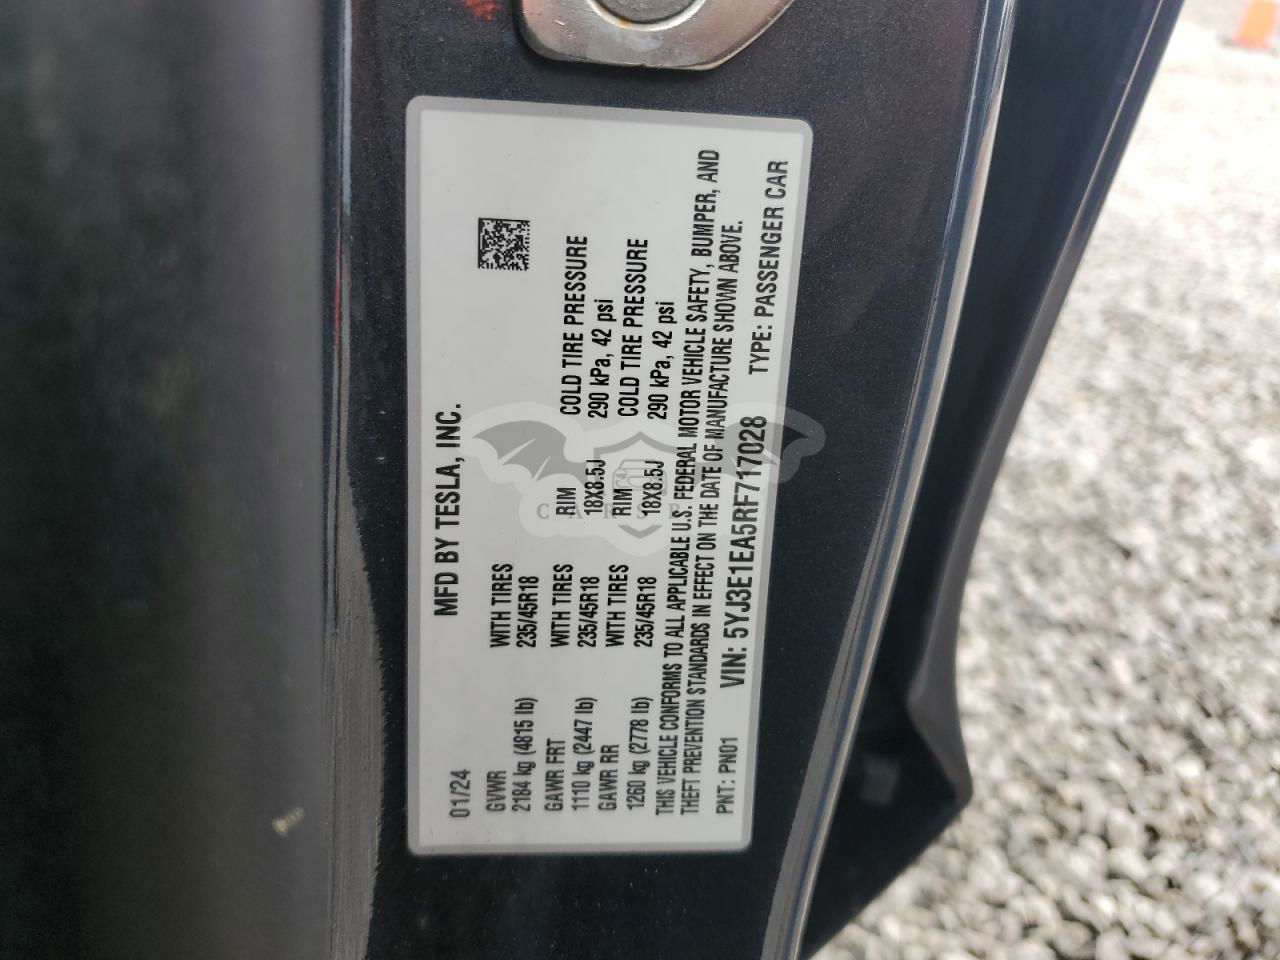 MFD BY TESLA, INC.
01/24
GVWR WITH TIRES
2184 kg (4815 lb) 235/45R18
GAWR FRT WITH TIRES RIM COLD TIRE PRESSURE
1110 kg (2447 lb) 235/45R18 18X8.5J 290 kPa, 42 psi
GAWR RR WITH TIRES RIM COLD TIRE PRESSURE
1260 kg (2778 lb) 235/45R18 18X8.5J 290 kPa, 42 psi
THIS VEHICLE CONFORMS TO ALL APPLICABLE U.S. FEDERAL MOTOR VEHICLE SAFETY, BUMPER, AND
THEFT PREVENTION STANDARDS IN EFFECT ON THE DATE OF MANUFACTURE SHOWN ABOVE.
PNT: PN01 VIN: 5YJ3E1EA5RF717028 TYPE: PASSENGER CAR